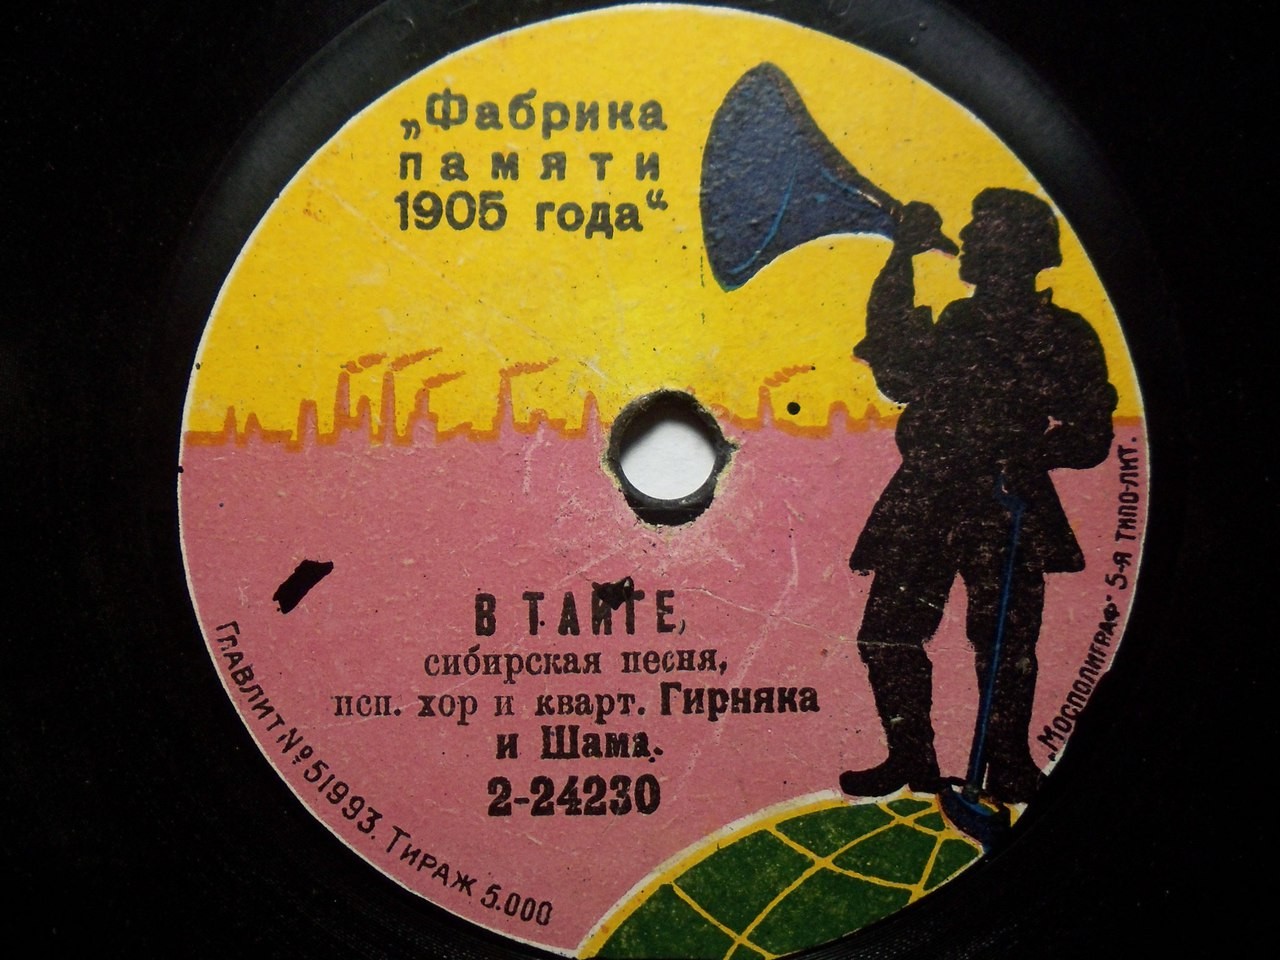 „Фабрика
памяти
1905 года“
В ТАЙГЕ,
сибирская песня,
исп. хор и кварт. Гирняка
и Шама.
2-24230
Главлит № 51993. Тираж 5.000
„Мосполиграф“ 5-я типо-лит.